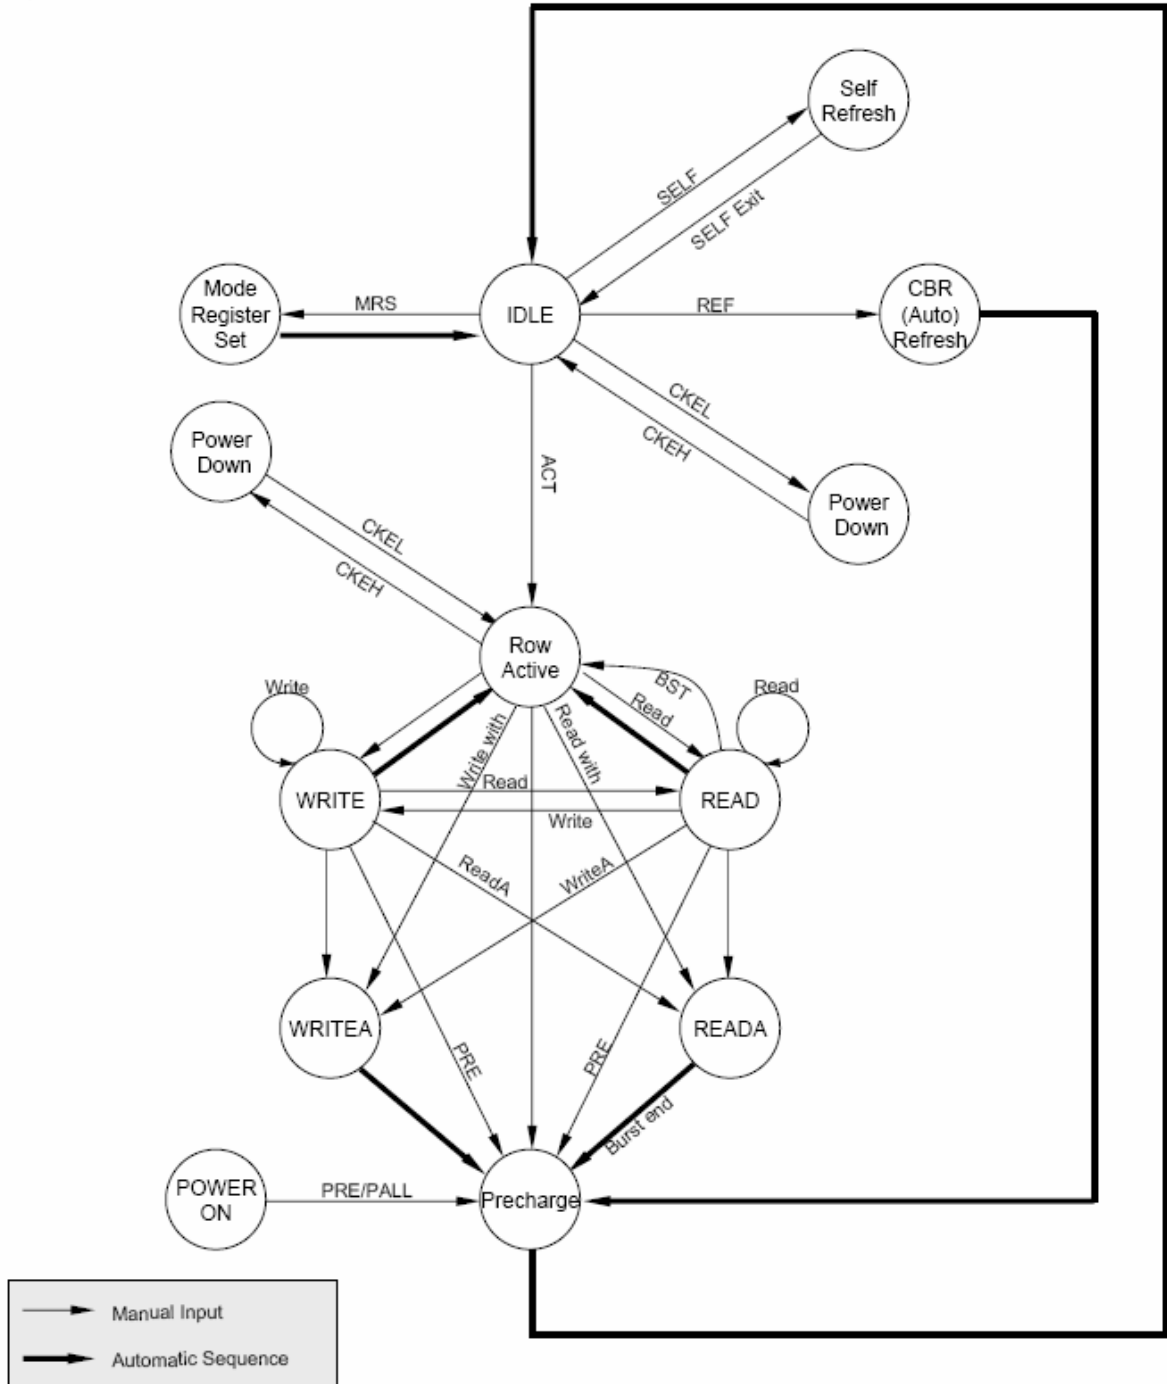 Self
Refresh
SELF
SELF Exit
Mode
Register
Set
MRS
IDLE
REF
CBR
(Auto)
Refresh
CKEL
CKEH
Power
Down
Power
Down
ACT
CKEL
CKEH
Row
Active
Write
BST
Read
Read
Write with
Read with
WRITE
Read
READ
Write
ReadA
WriteA
WRITEA
READA
PRE
PRE
Burst end
POWER
ON
PRE/PALL
Precharge
Manual Input
Automatic Sequence